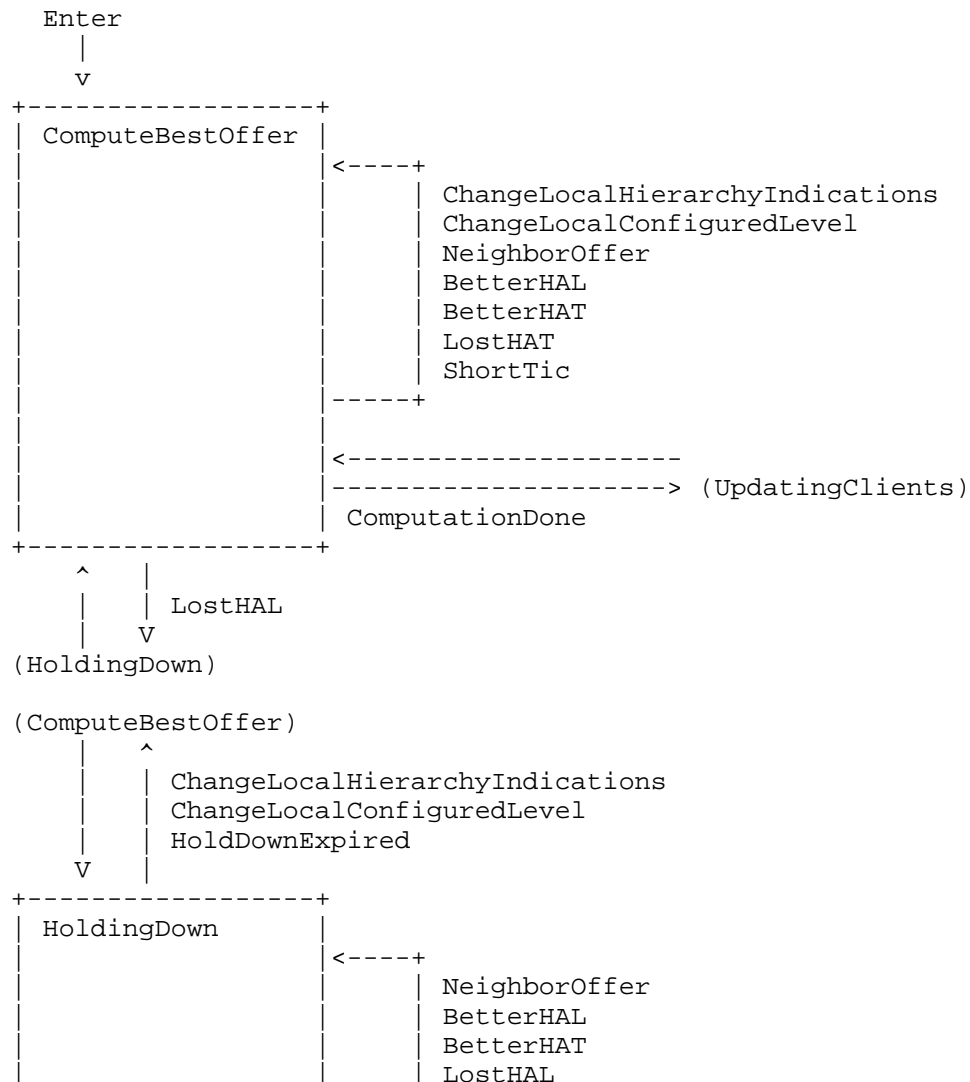 Enter
ComputeBestOffer
ChangeLocalHierarchyIndications
ChangeLocalConfiguredLevel
NeighborOffer
BetterHAL
BetterHAT
LostHAT
ShortTic
(UpdatingClients)
ComputationDone
LostHAL
(HoldingDown)
(ComputeBestOffer)
ChangeLocalHierarchyIndications
ChangeLocalConfiguredLevel
HoldDownExpired
HoldingDown
NeighborOffer
BetterHAL
BetterHAT
LostHAL